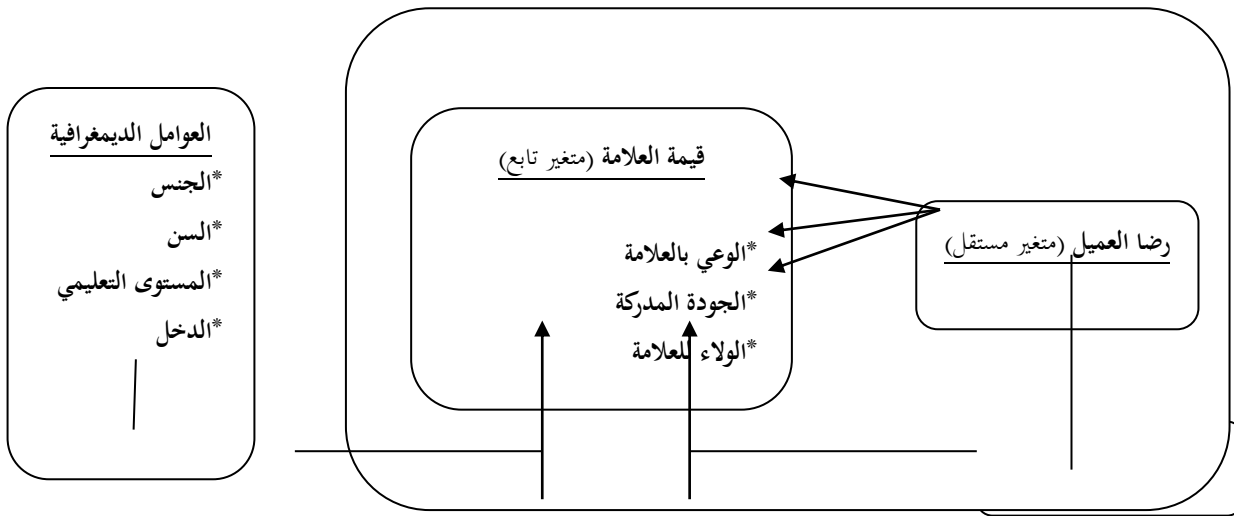 رضا العميل (متغير مستقل)
قيمة العلامة (متغير تابع)
*الوعي بالعلامة
*الجودة المدركة
*الولاء للعلامة
العوامل الديمغرافية
*الجنس
*السن
*المستوى التعليمي
*الدخل